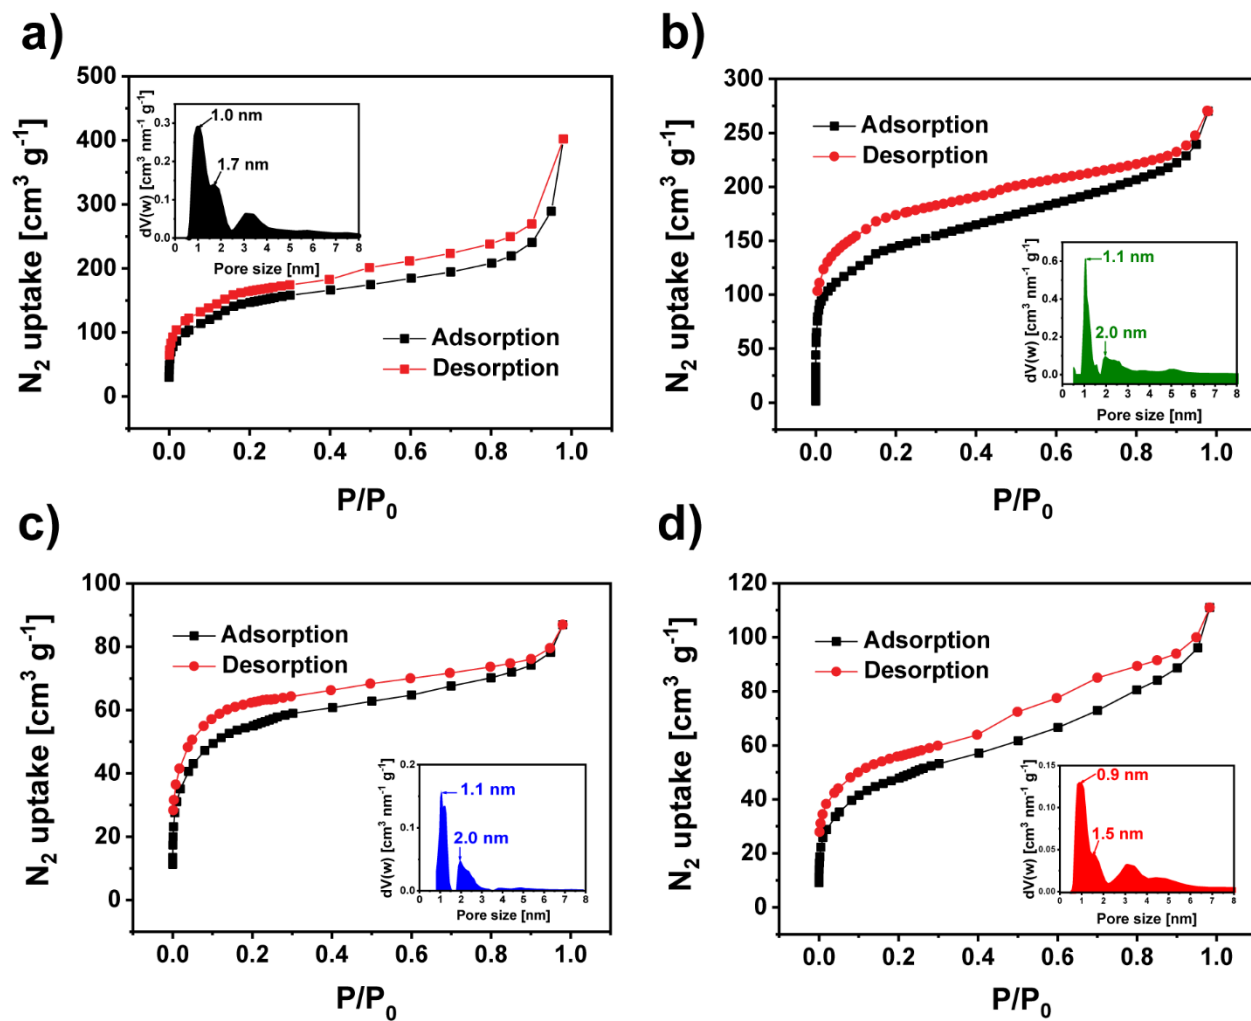 a)
N2 uptake [cm3 g-1]
500
400
300
200
100
0
0.0 0.2 0.4 0.6 0.8 1.0
P/P0
Adsorption
Desorption
dV(w) [cm3 nm-1 g-1]
0.3
0.2
0.1
0.0
0 1 2 3 4 5 6 7 8
Pore size [nm]
1.0 nm
1.7 nm
b)
N2 uptake [cm3 g-1]
300
250
200
150
100
50
0
0.0 0.2 0.4 0.6 0.8 1.0
P/P0
Adsorption
Desorption
dV(w) [cm3 nm-1 g-1]
0.6
0.4
0.2
0.0
0 1 2 3 4 5 6 7 8
Pore size [nm]
1.1 nm
2.0 nm
c)
N2 uptake [cm3 g-1]
100
80
60
40
20
0
0.0 0.2 0.4 0.6 0.8 1.0
P/P0
Adsorption
Desorption
dV(w) [cm3 nm-1 g-1]
0.2
0.1
0.0
0 1 2 3 4 5 6 7 8
Pore size [nm]
1.1 nm
2.0 nm
d)
N2 uptake [cm3 g-1]
120
100
80
60
40
20
0
0.0 0.2 0.4 0.6 0.8 1.0
P/P0
Adsorption
Desorption
dV(w) [cm3 nm-1 g-1]
0.15
0.10
0.05
0.00
0 1 2 3 4 5 6 7 8
Pore size [nm]
0.9 nm
1.5 nm